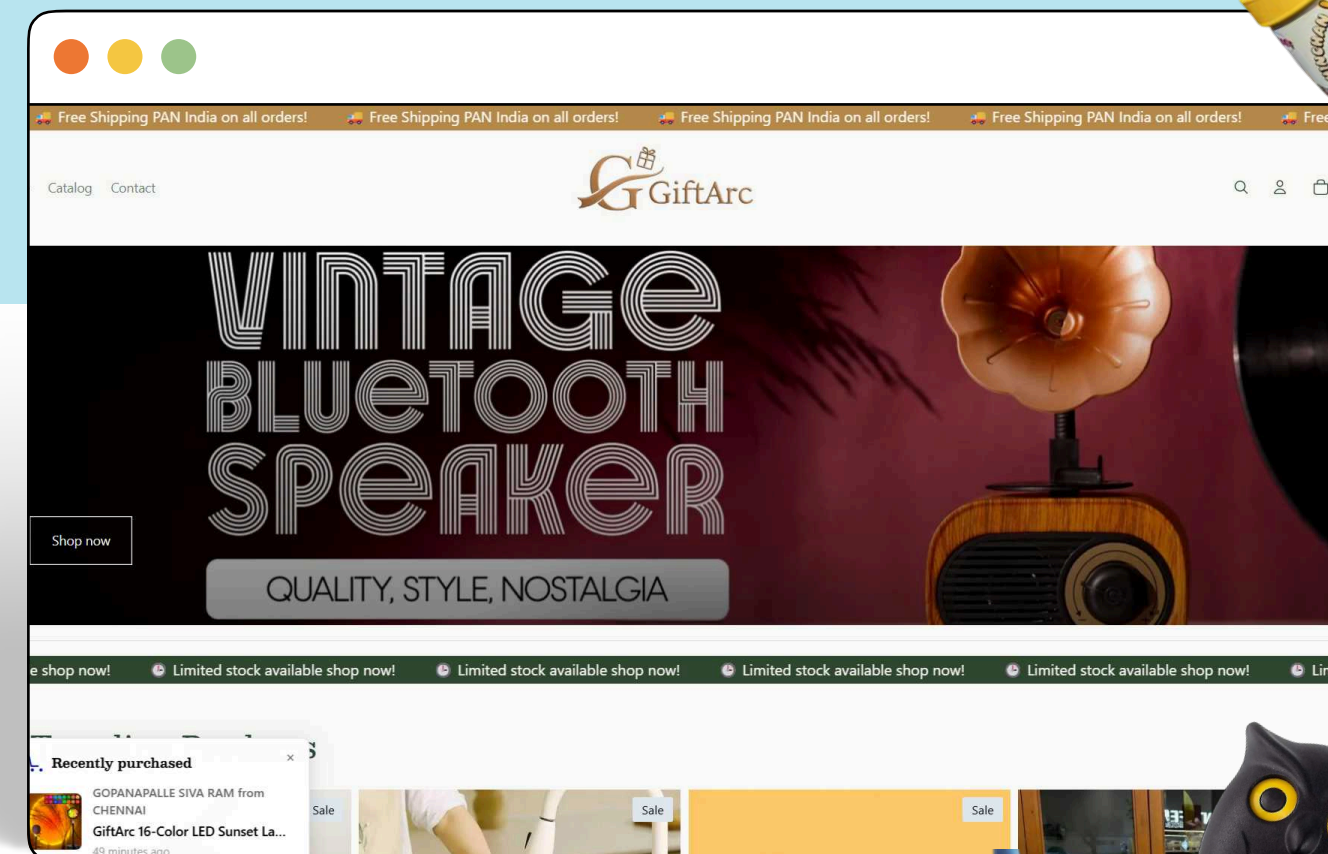 🚚 Free Shipping PAN India on all orders! 🚚 Free Shipping PAN India on all orders! 🚚 Free Shipping PAN India on all orders! 🚚 Free Shipping PAN India on all orders! 🚚 Free
Catalog Contact
GiftArc
VINTAGE
BLUETOOTH
SPEAKER
Shop now
QUALITY, STYLE, NOSTALGIA
e shop now! 🕒 Limited stock available shop now! 🕒 Limited stock available shop now! 🕒 Limited stock available shop now! 🕒 Limited stock available shop now! 🕒
Recently purchased ×
GOPANAPALLE SIVA RAM from
CHENNAI
GiftArc 16-Color LED Sunset La...
49 minutes ago
Sale
Sale
Sale